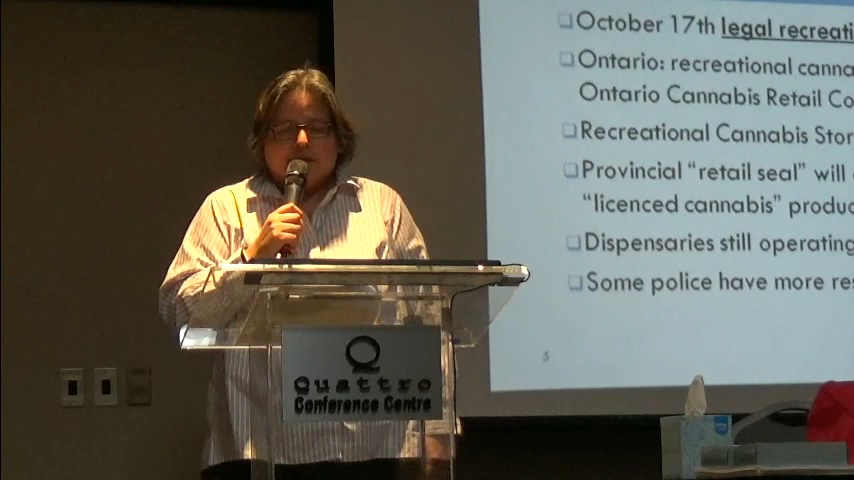 October 17th legal recreati
Ontario: recreational canna
Ontario Cannabis Retail Co
Recreational Cannabis Stor
Provincial "retail seal" will
"licenced cannabis" produ
Dispensaries still operating
Some police have more res
5
Q
Quattro
Conference Centre